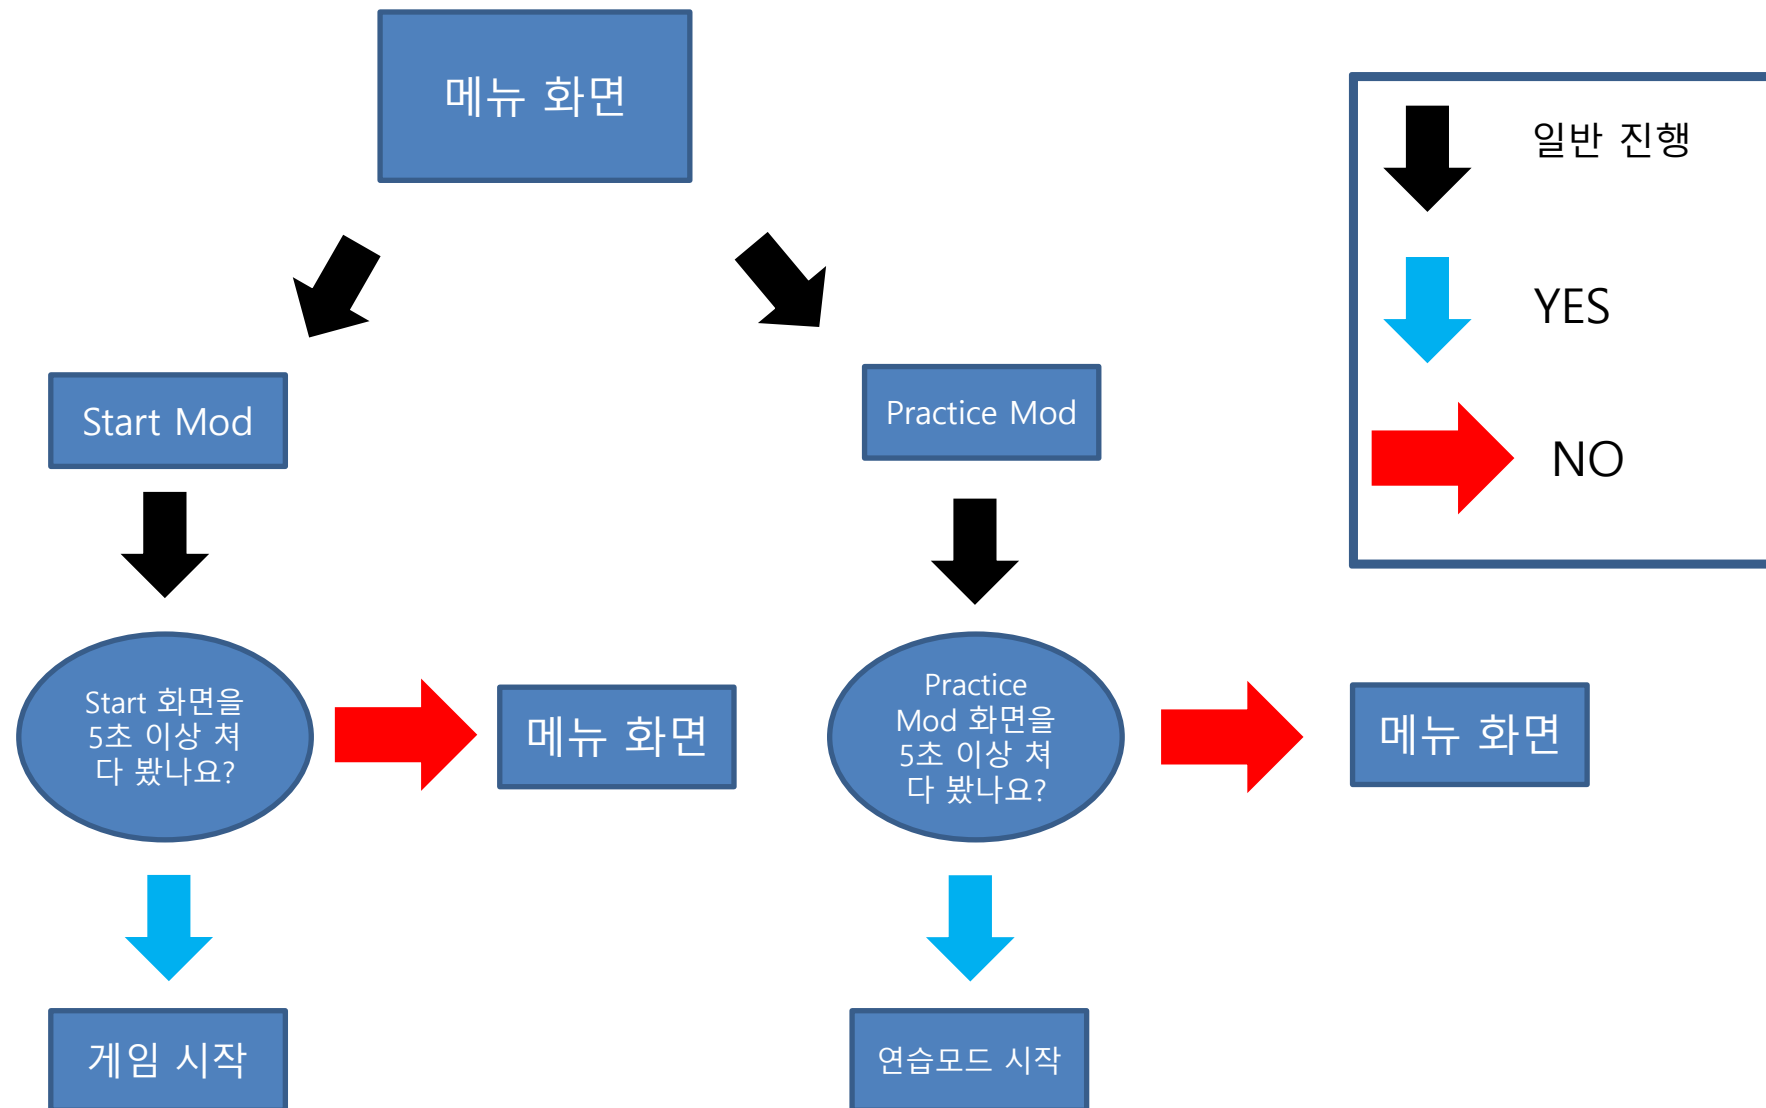 메뉴 화면
일반 진행
YES
NO
Start Mod
Practice Mod
Start 화면을
5초 이상 쳐
다 봤나요?
메뉴 화면
Practice
Mod 화면을
5초 이상 쳐
다 봤나요?
메뉴 화면
게임 시작
연습모드 시작